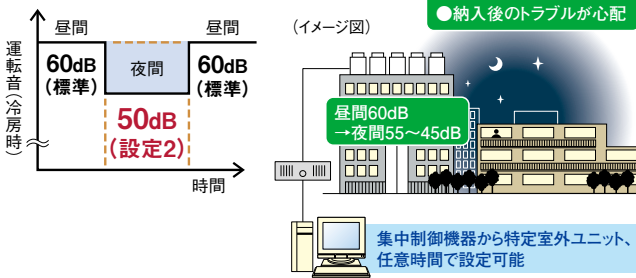 ●納入後のトラブルが心配
昼間
昼間
(イメージ図)
運転音(冷房時)
60dB
(標準)
夜間
60dB
(標準)
50dB
(設定2)
時間
昼間60dB
→夜間55〜45dB
集中制御機器から特定室外ユニット、
任意時間で設定可能